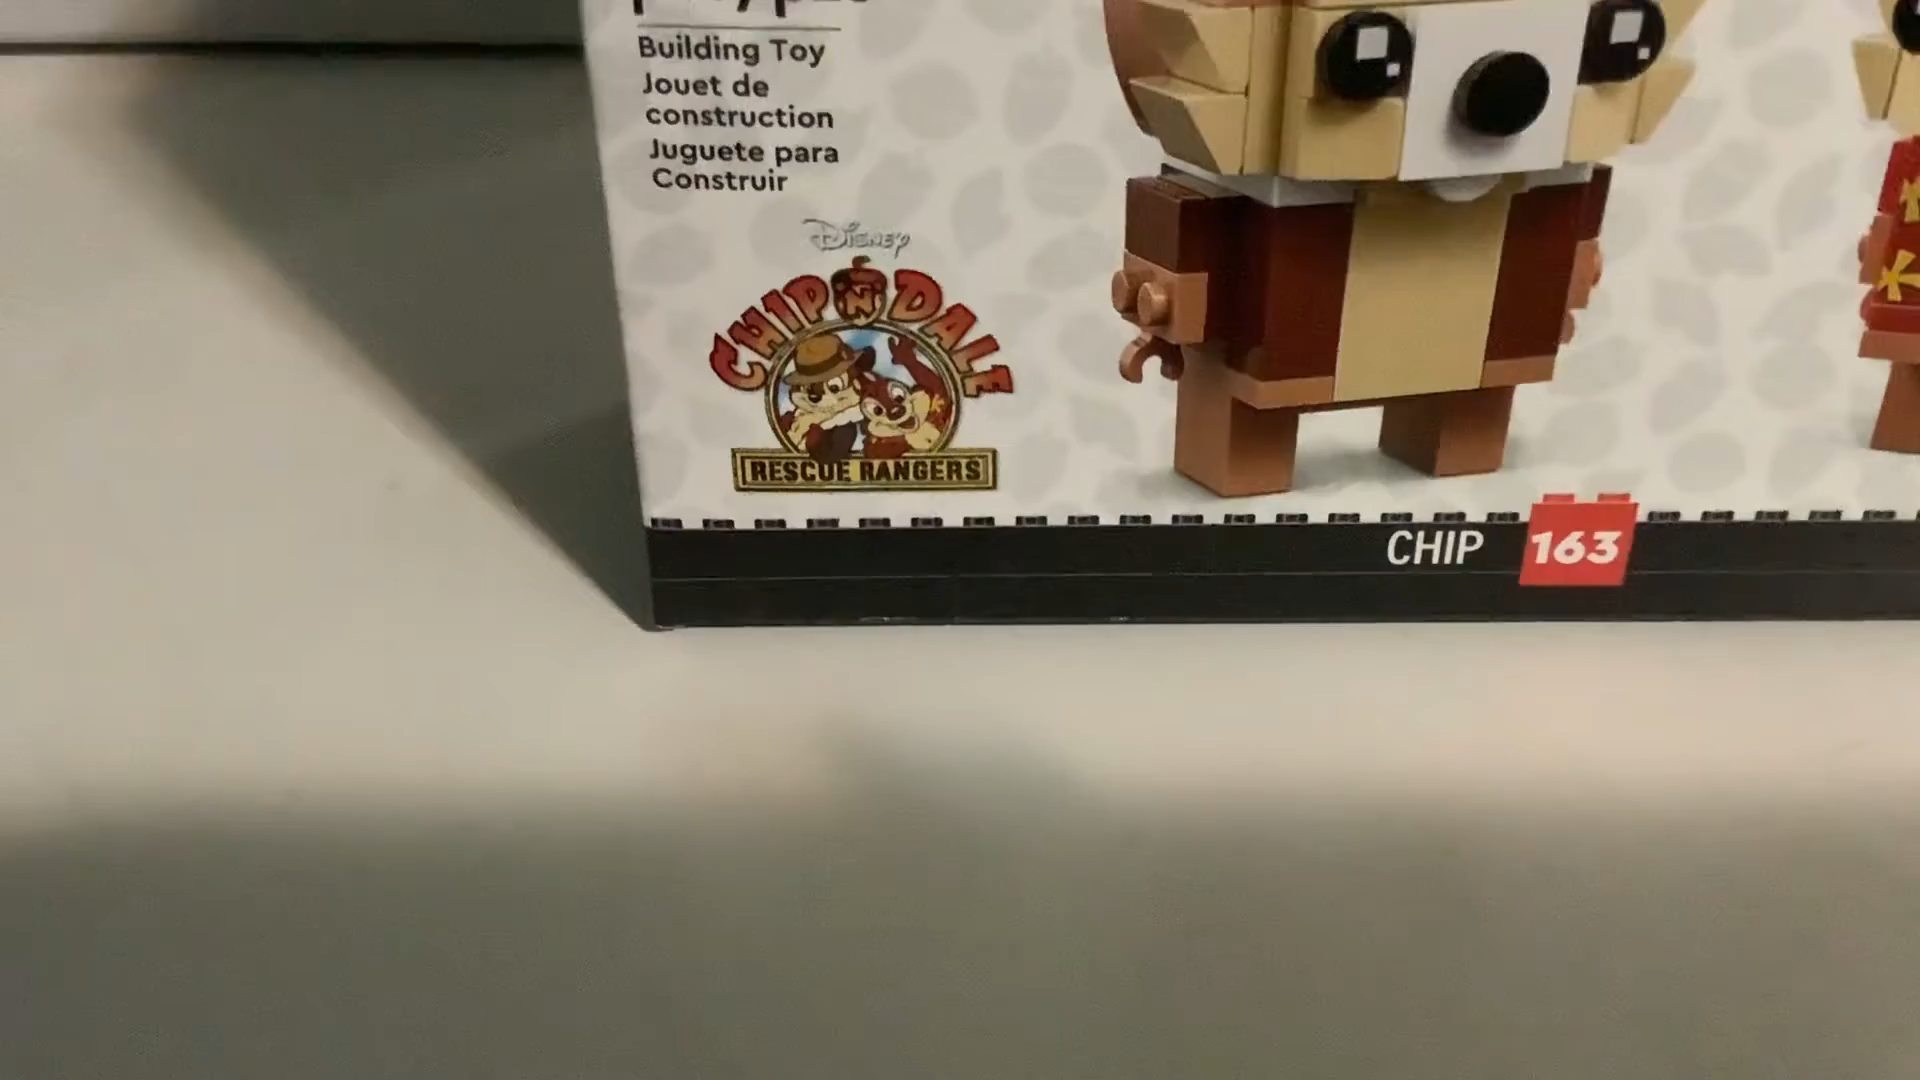 Building Toy
Jouet de
construction
Juguete para
Construir
Disney
CHIP 'N' DALE
RESCUE RANGERS
CHIP 163